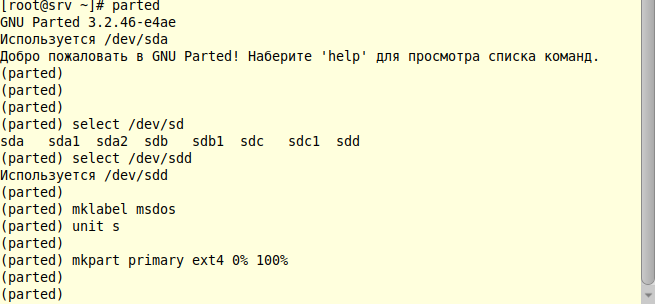 [root@srv ~]# parted
GNU Parted 3.2.46-e4ae
Используется /dev/sda
Добро пожаловать в GNU Parted! Наберите 'help' для просмотра списка команд.
(parted)
(parted)
(parted)
(parted) select /dev/sd
sda   sda1  sda2  sdb   sdb1  sdc   sdc1  sdd
(parted) select /dev/sdd
Используется /dev/sdd
(parted)
(parted) mklabel msdos
(parted) unit s
(parted)
(parted) mkpart primary ext4 0% 100%
(parted)
(parted)